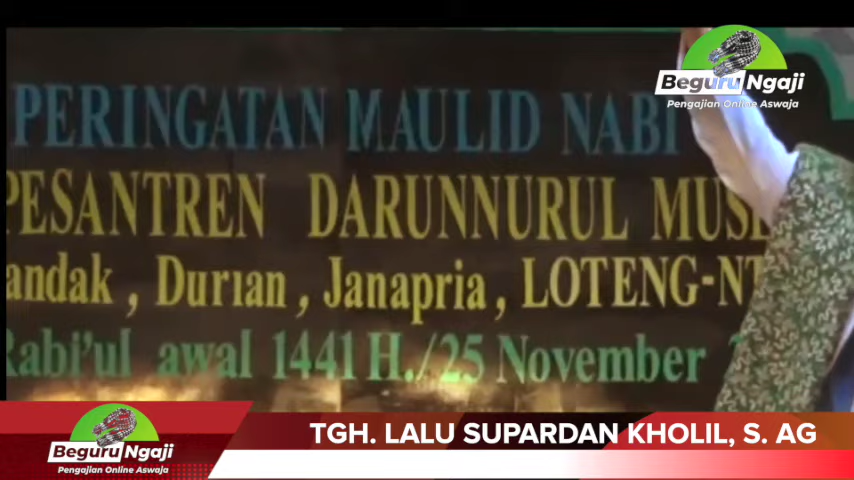 Beguru Ngaji
Pengajian Online Aswaja
PERINGATAN MAULID NABI
PESANTREN DARUNNURUL
andak , Durian , Janapria , LOTENG-NT
Rabi'ul awal 1441 H./25 November
Beguru Ngaji
Pengajian Online Aswaja
TGH. LALU SUPARDAN KHOLIL, S. AG